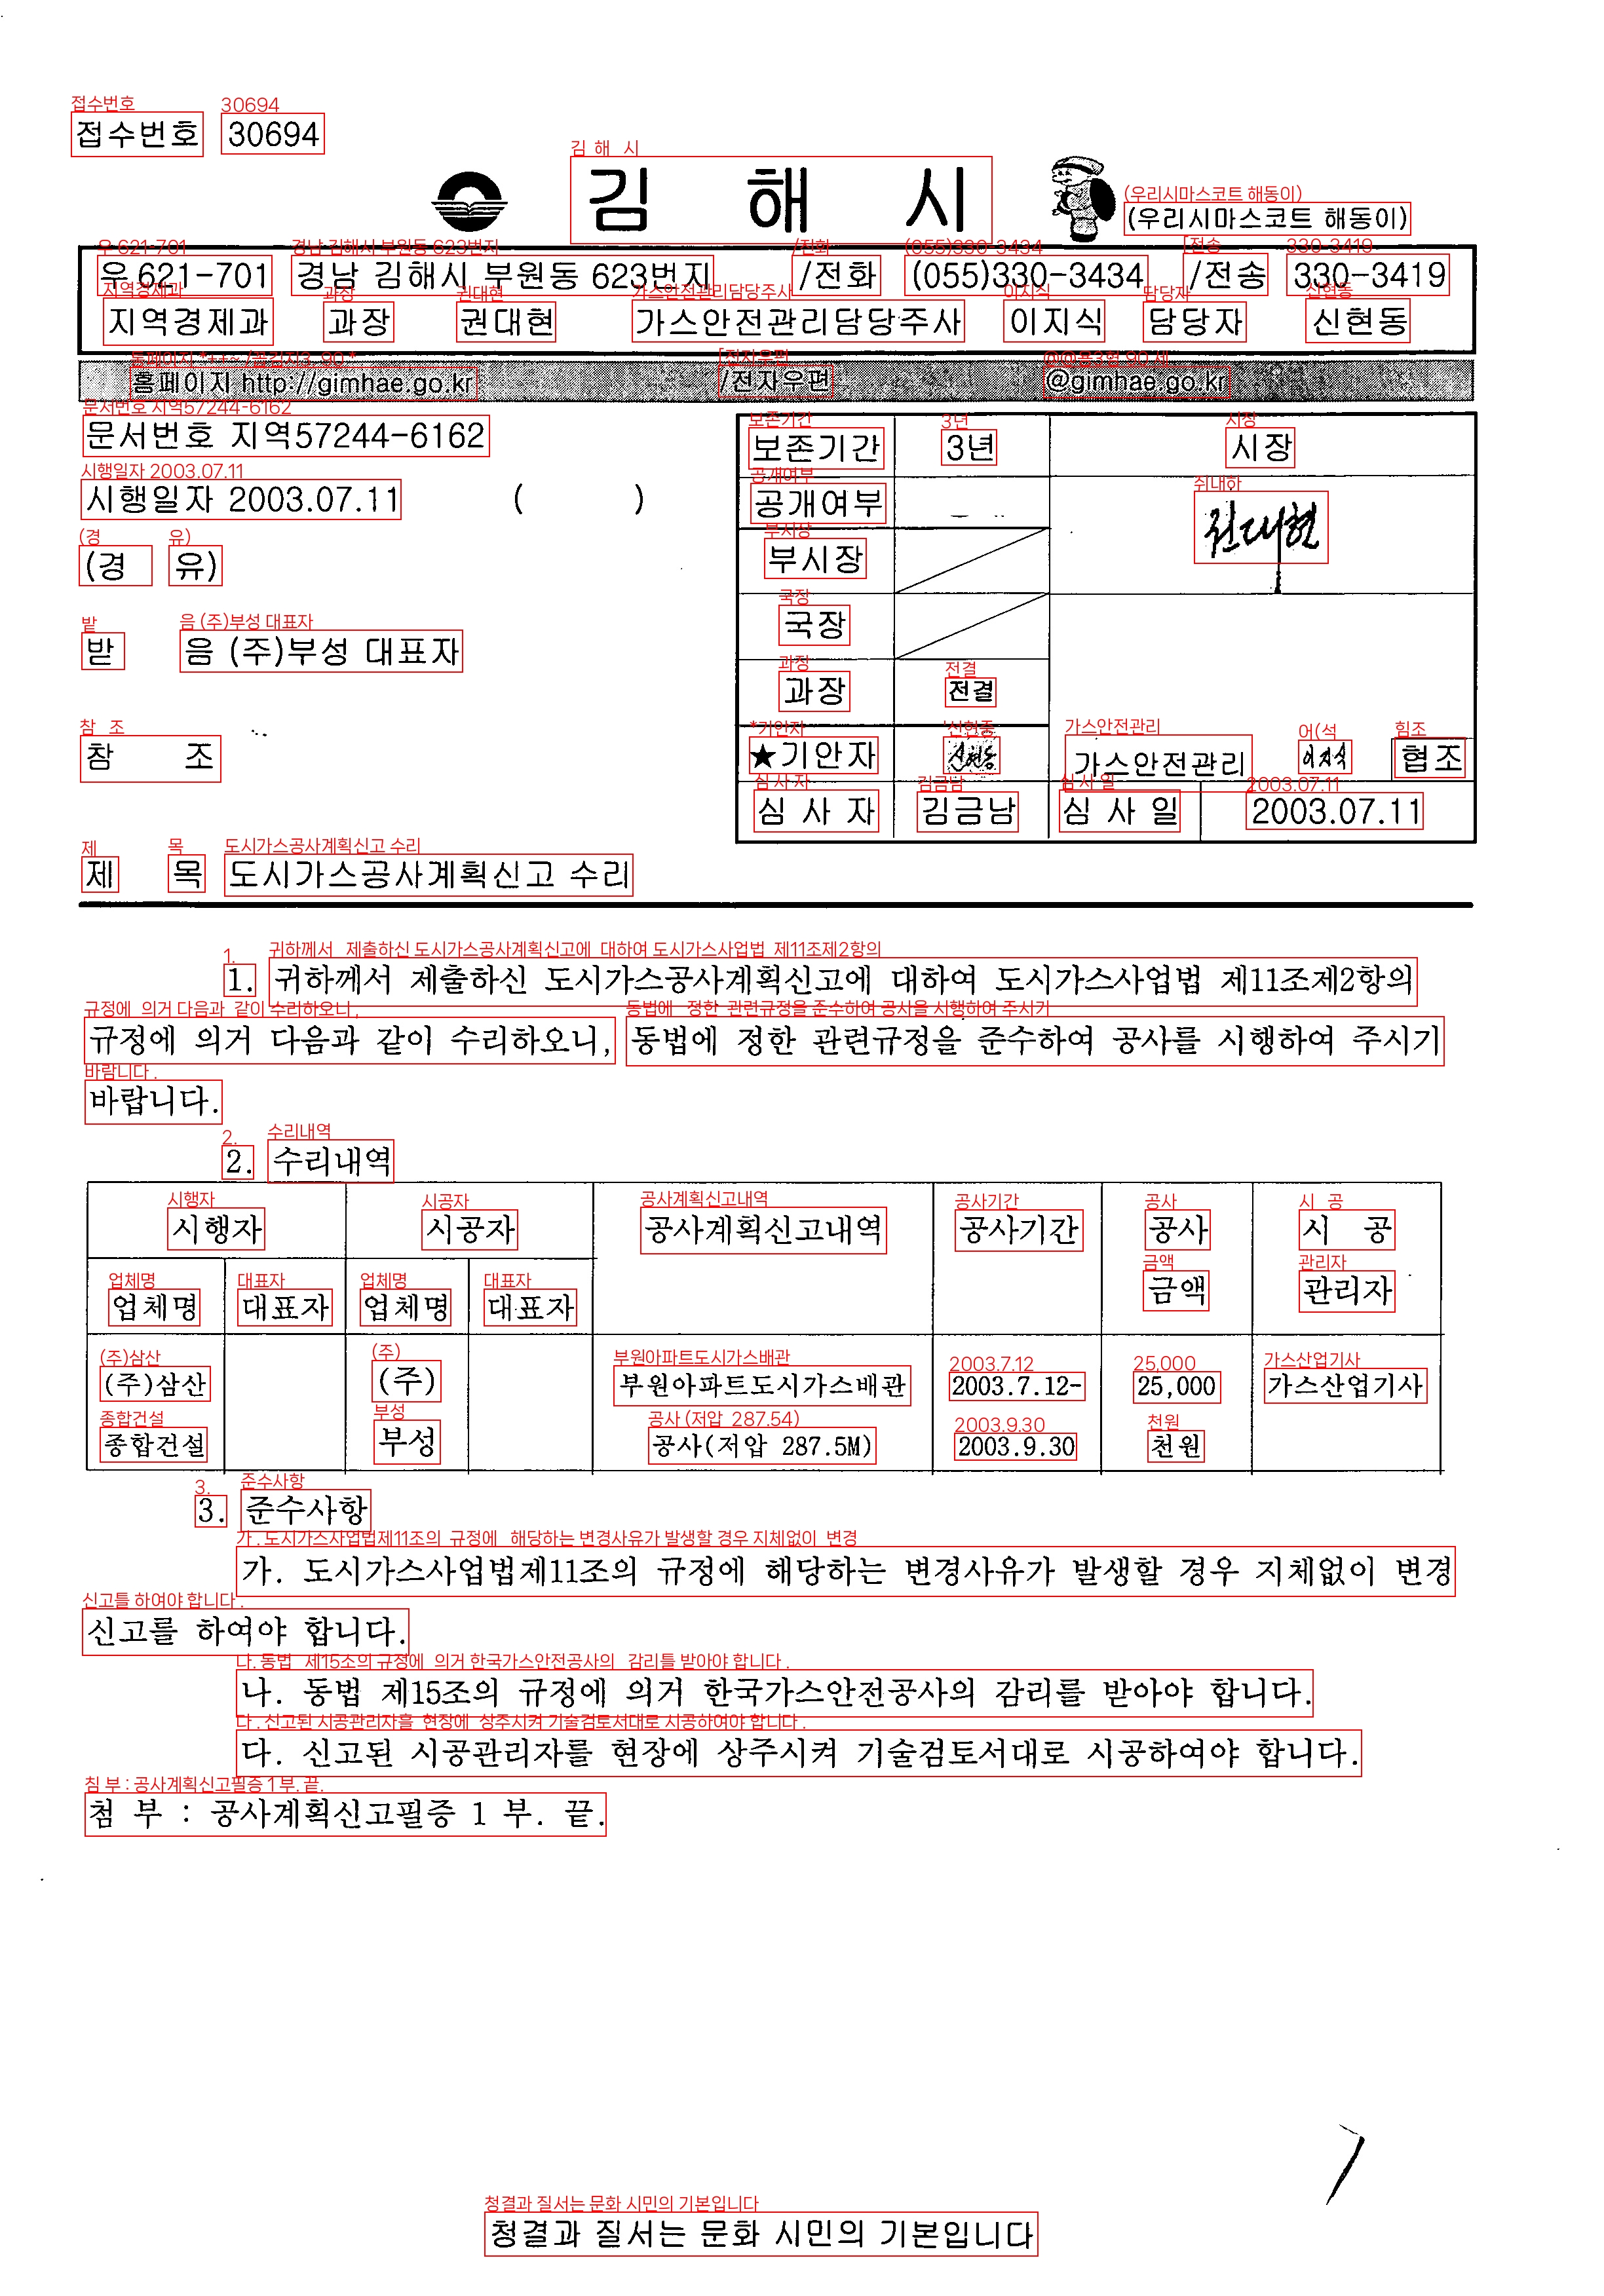 접수번호 30694
김 해 시
(우리시마스코트 해동이)
우 621-701 경남 김해시 부원동 623번지 /전화 (055)330-3434 /전송 330-3419
지역경제과 과장 권대현 가스안전관리담당주사 이지식 담당자 신현동
홈페이지 http://gimhae.go.kr /전자우편 @gimhae.go.kr
문서번호 지역57244-6162
시행일자 2003.07.11 ( )
(경 유)
받 음 (주)부성 대표자
참 조
보존기간 3년 시장
공개여부
권대현
부시장
국장
과장 전결
★기안자 신현동 가스안전관리 이지식 협조
심 사 자 김금남 심 사 일 2003.07.11
제 목 도시가스공사계획신고 수리
1. 귀하께서 제출하신 도시가스공사계획신고에 대하여 도시가스사업법 제11조제2항의
규정에 의거 다음과 같이 수리하오니, 동법에 정한 관련규정을 준수하여 공사를 시행하여 주시기
바랍니다.
2. 수리내역
시행자 시공자 공사계획신고내역 공사기간 공사 시 공
금액 관리자
업체명 대표자 업체명 대표자
(주)삼산 (주) 부원아파트도시가스배관 2003.7.12- 25,000 가스산업기사
종합건설 부성 공사(저압 287.5M) 2003.9.30 천원
3. 준수사항
가. 도시가스사업법제11조의 규정에 해당하는 변경사유가 발생할 경우 지체없이 변경
신고를 하여야 합니다.
나. 동법 제15조의 규정에 의거 한국가스안전공사의 감리를 받아야 합니다.
다. 신고된 시공관리자를 현장에 상주시켜 기술검토서대로 시공하여야 합니다.
첨 부 : 공사계획신고필증 1 부. 끝.
청결과 질서는 문화 시민의 기본입니다